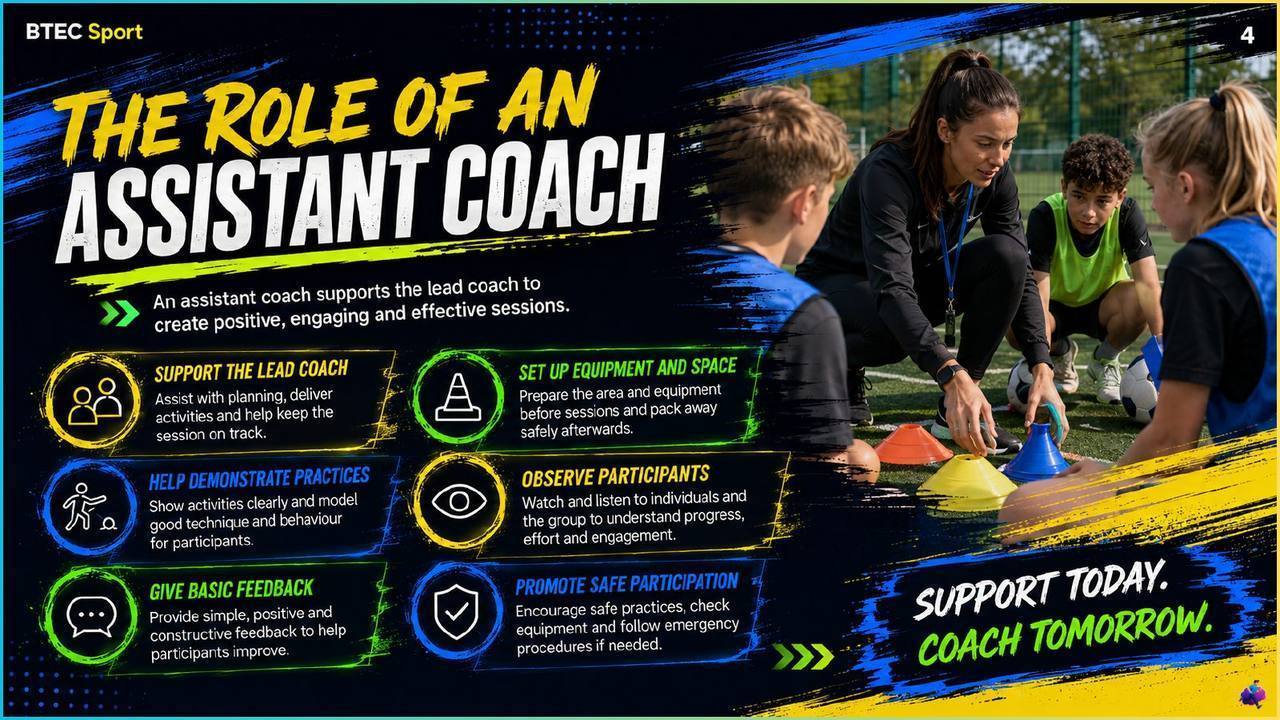 BTEC Sport
4
THE ROLE OF AN
ASSISTANT COACH
An assistant coach supports the lead coach to
create positive, engaging and effective sessions.
SUPPORT THE LEAD COACH
Assist with planning, deliver
activities and help keep the
session on track.
SET UP EQUIPMENT AND SPACE
Prepare the area and equipment
before sessions and pack away
safely afterwards.
HELP DEMONSTRATE PRACTICES
Show activities clearly and model
good technique and behaviour
for participants.
OBSERVE PARTICIPANTS
Watch and listen to individuals and
the group to understand progress,
effort and engagement.
GIVE BASIC FEEDBACK
Provide simple, positive and
constructive feedback to help
participants improve.
PROMOTE SAFE PARTICIPATION
Encourage safe practices, check
equipment and follow emergency
procedures if needed.
SUPPORT TODAY.
COACH TOMORROW.